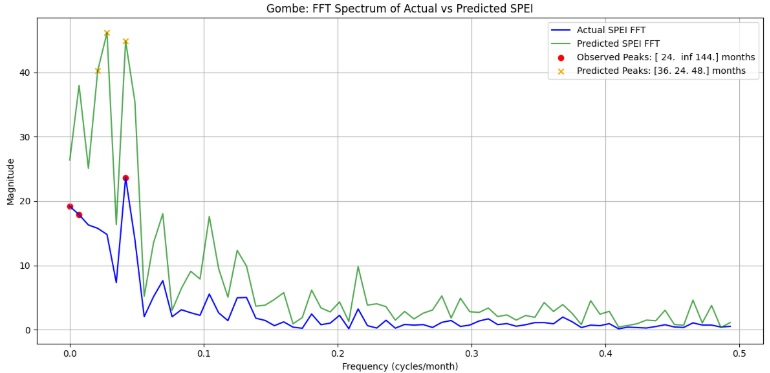 Gombe: FFT Spectrum of Actual vs Predicted SPEI
Actual SPEI FFT
Predicted SPEI FFT
Observed Peaks: [ 24.  inf 144.] months
Predicted Peaks: [36. 24. 48.] months
Magnitude
40
30
20
10
0
0.0 0.1 0.2 0.3 0.4 0.5
Frequency (cycles/month)